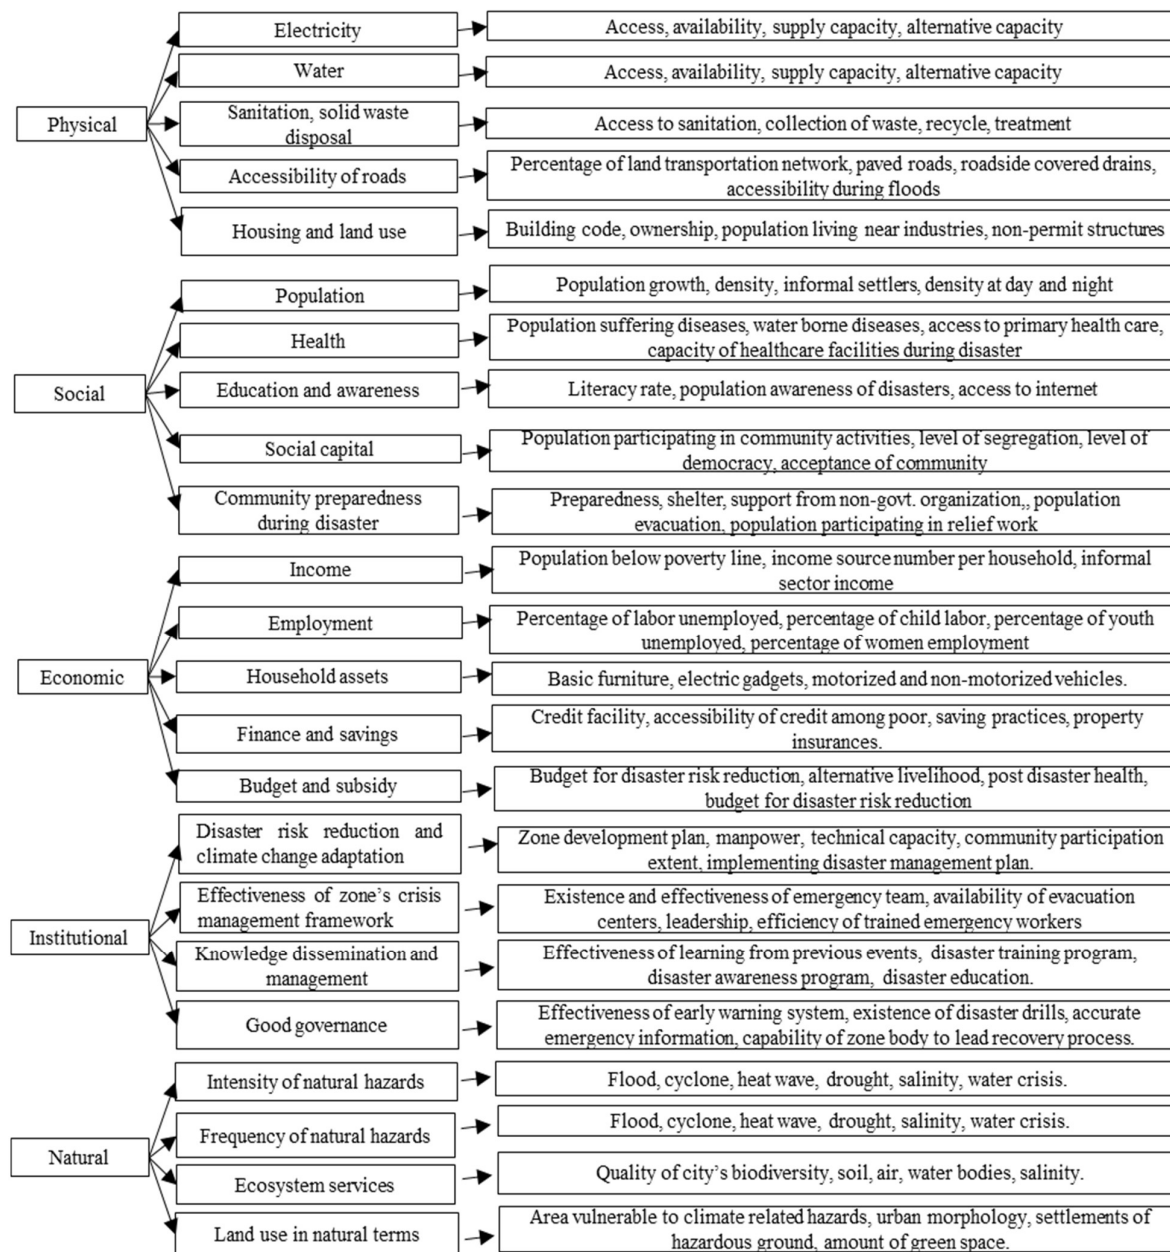 Physical
Electricity
Access, availability, supply capacity, alternative capacity
Water
Access, availability, supply capacity, alternative capacity
Sanitation, solid waste
disposal
Access to sanitation, collection of waste, recycle, treatment
Accessibility of roads
Percentage of land transportation network, paved roads, roadside covered drains,
accessibility during floods
Housing and land use
Building code, ownership, population living near industries, non-permit structures
Social
Population
Population growth, density, informal settlers, density at day and night
Health
Population suffering diseases, water borne diseases, access to primary health care,
capacity of healthcare facilities during disaster
Education and awareness
Literacy rate, population awareness of disasters, access to internet
Social capital
Population participating in community activities, level of segregation, level of
democracy, acceptance of community
Community preparedness
during disaster
Preparedness, shelter, support from non-govt. organization,, population
evacuation, population participating in relief work
Economic
Income
Population below poverty line, income source number per household, informal
sector income
Employment
Percentage of labor unemployed, percentage of child labor, percentage of youth
unemployed, percentage of women employment
Household assets
Basic furniture, electric gadgets, motorized and non-motorized vehicles.
Finance and savings
Credit facility, accessibility of credit among poor, saving practices, property
insurances.
Budget and subsidy
Budget for disaster risk reduction, alternative livelihood, post disaster health,
budget for disaster risk reduction
Institutional
Disaster risk reduction and
climate change adaptation
Zone development plan, manpower, technical capacity, community participation
extent, implementing disaster management plan.
Effectiveness of zone's crisis
management framework
Existence and effectiveness of emergency team, availability of evacuation
centers, leadership, efficiency of trained emergency workers
Knowledge dissemination and
management
Effectiveness of learning from previous events, disaster training program,
disaster awareness program, disaster education.
Good governance
Effectiveness of early warning system, existence of disaster drills, accurate
emergency information, capability of zone body to lead recovery process.
Natural
Intensity of natural hazards
Flood, cyclone, heat wave, drought, salinity, water crisis.
Frequency of natural hazards
Flood, cyclone, heat wave, drought, salinity, water crisis.
Ecosystem services
Quality of city's biodiversity, soil, air, water bodies, salinity.
Land use in natural terms
Area vulnerable to climate related hazards, urban morphology, settlements of
hazardous ground, amount of green space.